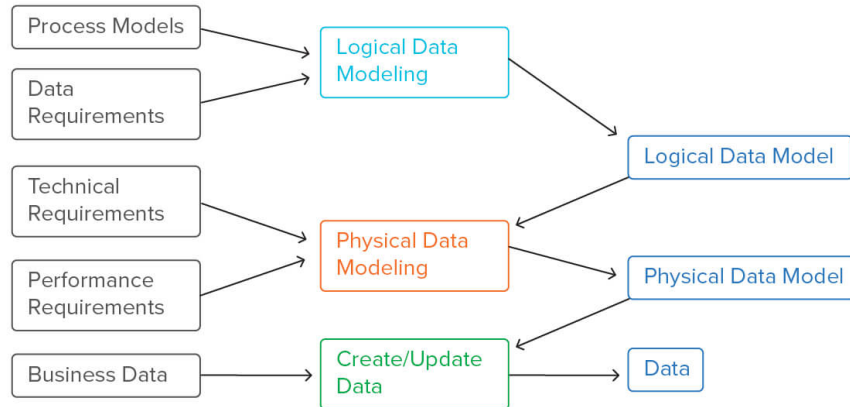 Process Models
Logical Data
Modeling
Data
Requirements
Logical Data Model
Technical
Requirements
Physical Data
Modeling
Performance
Requirements
Physical Data Model
Business Data
Create/Update
Data
Data